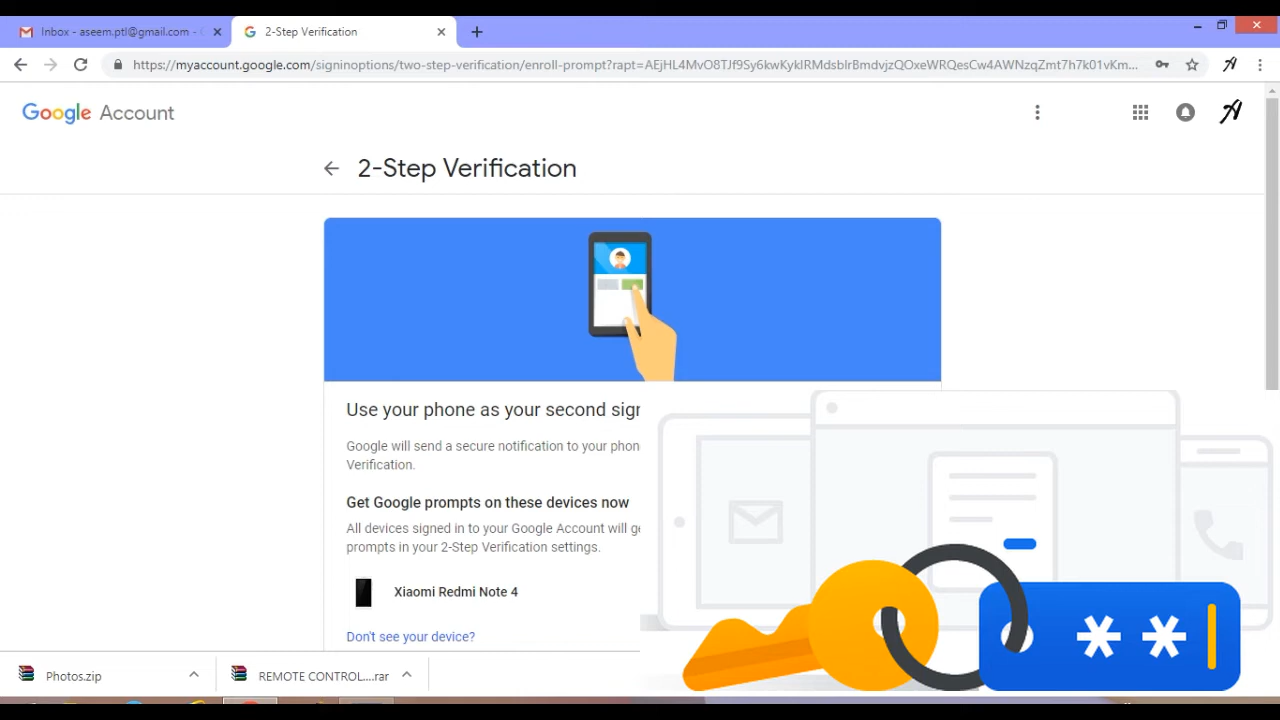 Inbox - aseem.ptl@gmail.com -
2-Step Verification
https://myaccount.google.com/signinoptions/two-step-verification/enroll-prompt?rapt=
Google Account
2-Step Verification
Use your phone as your second sig
Google will send a secure notification to your phon
Verification.
Get Google prompts on these devices now
All devices signed in to your Google Account will ge
prompts in your 2-Step Verification settings.
Xiaomi Redmi Note 4
Don't see your device?
Photos.zip
REMOTE CONTROL....rar
* *